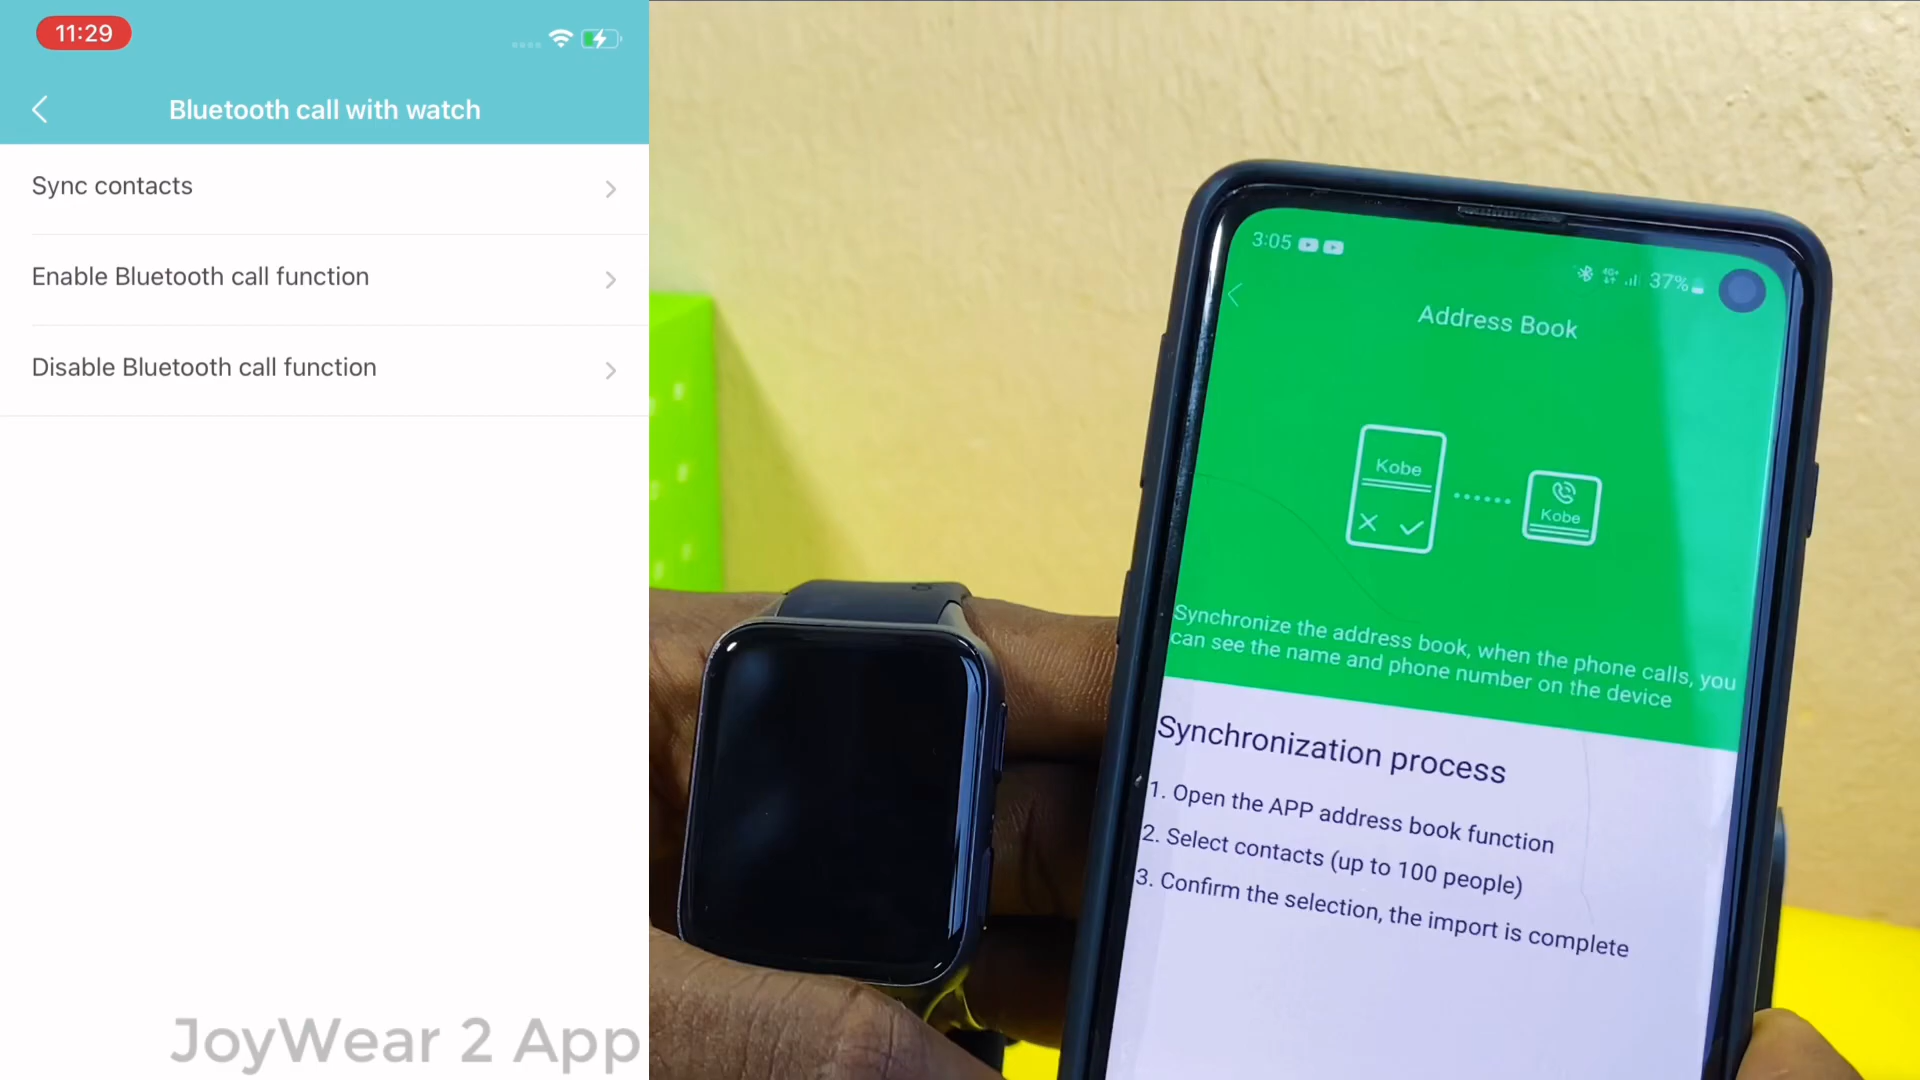 11:29
Bluetooth call with watch
Sync contacts
Enable Bluetooth call function
Disable Bluetooth call function
JoyWear 2 App
3:05
4G+
37%
Address Book
Kobe
Kobe
Synchronize the address book, when the phone calls, you
can see the name and phone number on the device
Synchronization process
1. Open the APP address book function
2. Select contacts (up to 100 people)
3. Confirm the selection, the import is complete